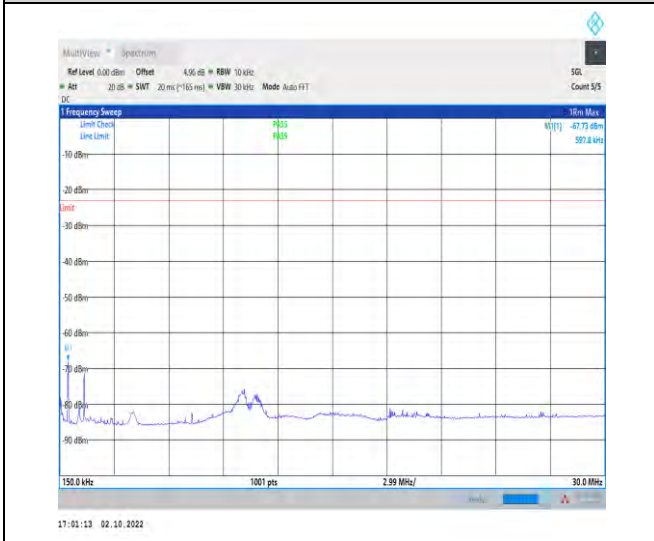 MultiView Spectrum
Ref Level 0.00 dBm Offset 4.96 dB RBW 10 kHz SGL
Att 20 dB SWT 20 ms (~165 ms) VBW 30 kHz Mode Auto FFT Count 5/5
DC
1 Frequency Sweep 1Rm Max
Limit Check PASS M1[1] -67.73 dBm
Line Limit PASS 597.8 kHz
-10 dBm
-20 dBm
Limit
-30 dBm
-40 dBm
-50 dBm
-60 dBm
M1
-70 dBm
-80 dBm
-90 dBm
150.0 kHz 1001 pts 2.99 MHz/ 30.0 MHz
17:01:13 02.10.2022